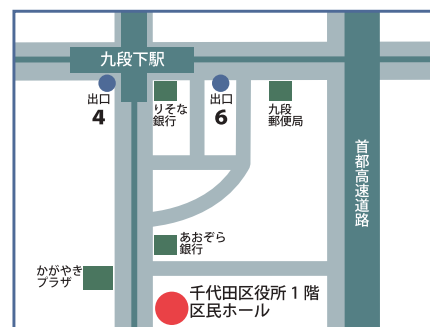 九段下駅
出口
4
りそな
銀行
出口
6
九段
郵便局
首都高速道路
あおぞら
銀行
かがやき
プラザ
千代田区役所1階
区民ホール